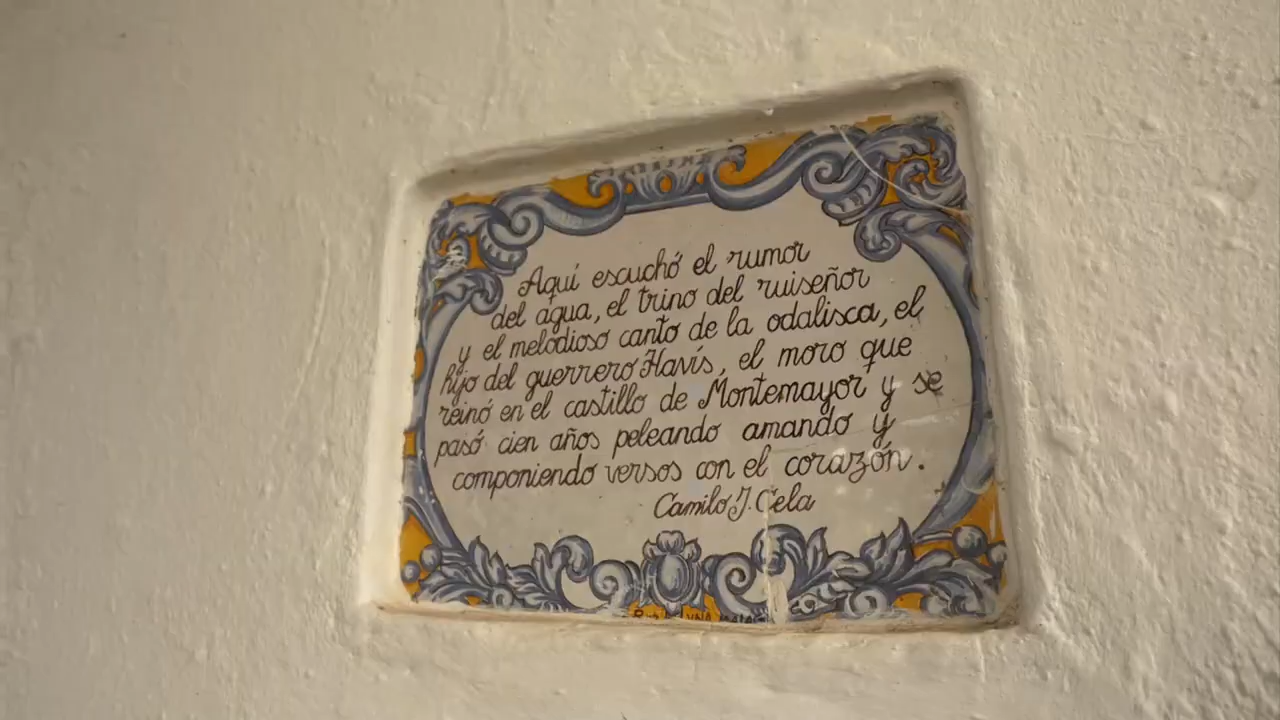 Aquí escuchó el rumor
del agua, el trino del ruiseñor
y el melodioso canto de la odalisca, el
hijo del guerrero Havís, el moro que
reinó en el castillo de Montemayor y se
pasó cien años peleando amando y
componiendo versos con el corazón.
Camilo J. Cela